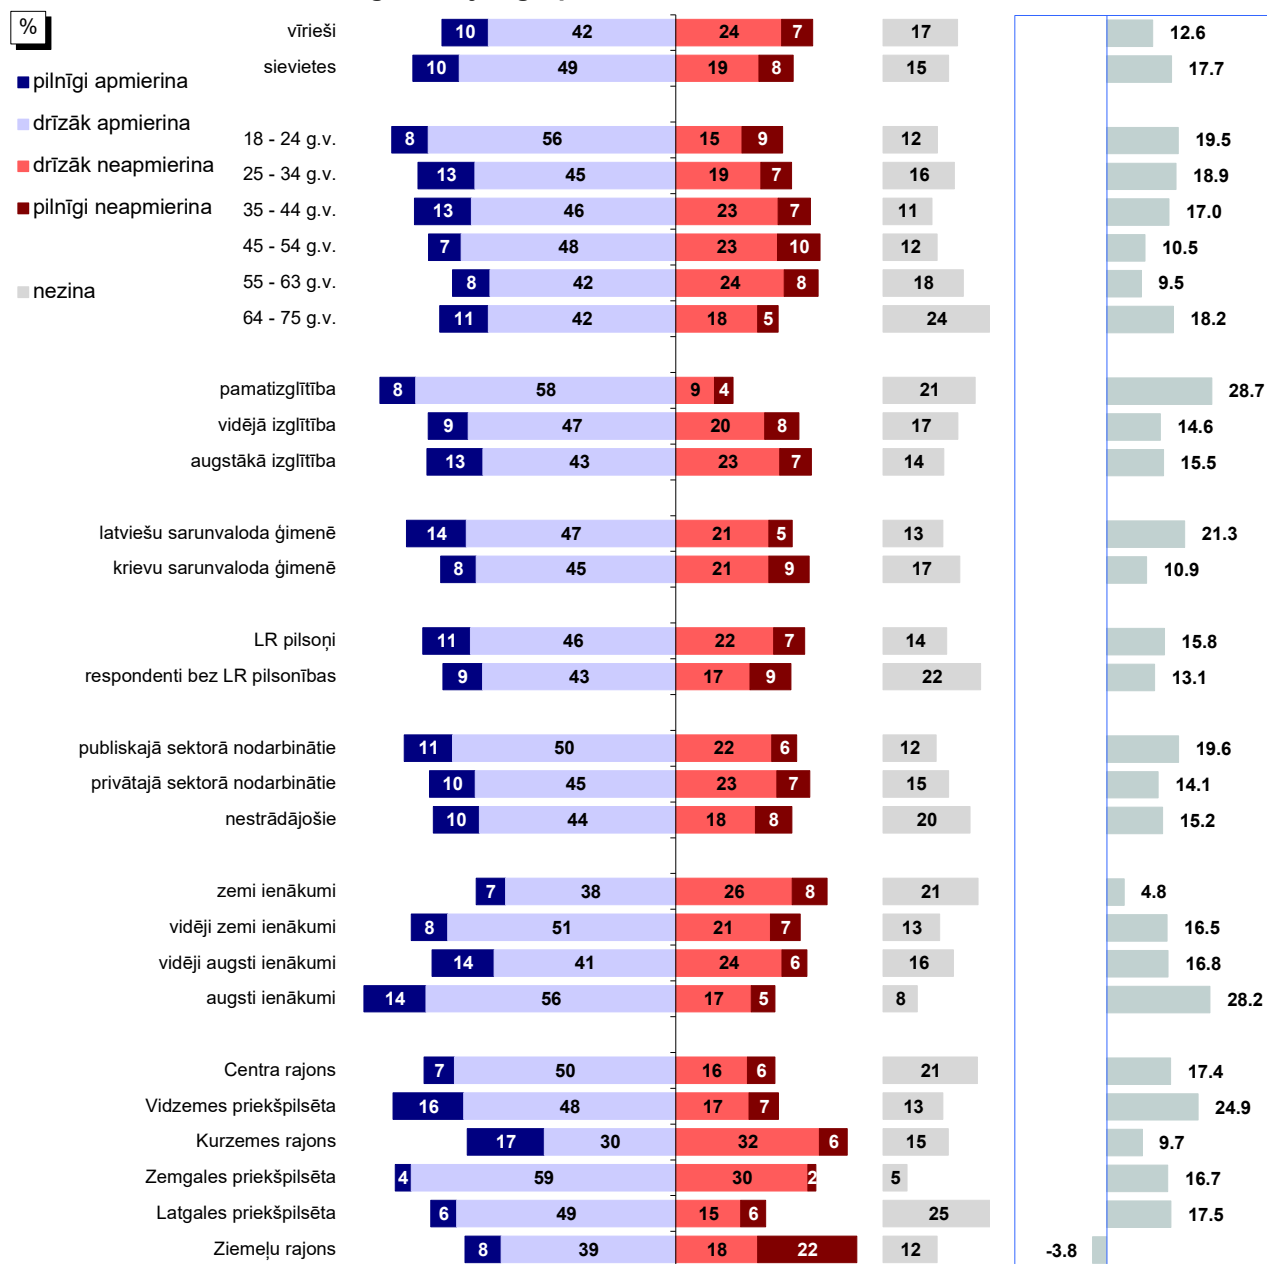 %
pilnīgi apmierina
drīzāk apmierina
drīzāk neapmierina
pilnīgi neapmierina
nezina
vīrieši 10 42 24 7 17 12.6
sievietes 10 49 19 8 15 17.7
18 - 24 g.v. 8 56 15 9 12 19.5
25 - 34 g.v. 13 45 19 7 16 18.9
35 - 44 g.v. 13 46 23 7 11 17.0
45 - 54 g.v. 7 48 23 10 12 10.5
55 - 63 g.v. 8 42 24 8 18 9.5
64 - 75 g.v. 11 42 18 5 24 18.2
pamatizglītība 8 58 9 4 21 28.7
vidējā izglītība 9 47 20 8 17 14.6
augstākā izglītība 13 43 23 7 14 15.5
latviešu sarunvaloda ģimenē 14 47 21 5 13 21.3
krievu sarunvaloda ģimenē 8 45 21 9 17 10.9
LR pilsoņi 11 46 22 7 14 15.8
respondenti bez LR pilsonības 9 43 17 9 22 13.1
publiskajā sektorā nodarbinātie 11 50 22 6 12 19.6
privātajā sektorā nodarbinātie 10 45 23 7 15 14.1
nestrādājošie 10 44 18 8 20 15.2
zemi ienākumi 7 38 26 8 21 4.8
vidēji zemi ienākumi 8 51 21 7 13 16.5
vidēji augsti ienākumi 14 41 24 6 16 16.8
augsti ienākumi 14 56 17 5 8 28.2
Centra rajons 7 50 16 6 21 17.4
Vidzemes priekšpilsēta 16 48 17 7 13 24.9
Kurzemes rajons 17 30 32 6 15 9.7
Zemgales priekšpilsēta 4 59 30 2 5 16.7
Latgales priekšpilsēta 6 49 15 6 25 17.5
Ziemeļu rajons 8 39 18 22 12 -3.8